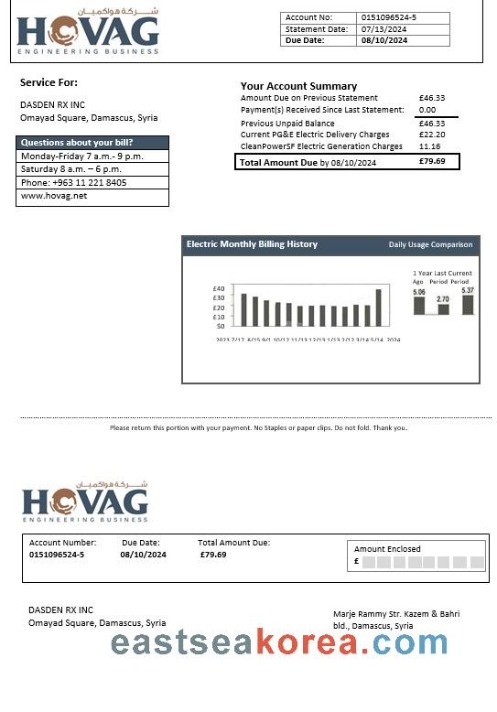 شركة هواكميان
HOVAG
ENGINEERING BUSINESS
Account No: 0151096524-5
Statement Date: 07/13/2024
Due Date: 08/10/2024
Service For:
DASDEN RX INC
Omayad Square, Damascus, Syria
Questions about your bill?
Monday-Friday 7 a.m.- 9 p.m.
Saturday 8 a.m. – 6 p.m.
Phone: +963 11 221 8405
www.hovag.net
Your Account Summary
Amount Due on Previous Statement £46.33
Payment(s) Received Since Last Statement: 0.00
Previous Unpaid Balance £46.33
Current PG&E Electric Delivery Charges £22.20
CleanPowerSF Electric Generation Charges 11.16
Total Amount Due by 08/10/2024 £79.69
Electric Monthly Billing History Daily Usage Comparison
1 Year Last Current
Ago Period Period
5.06 2.70 5.37
£40
£30
£20
£10
$0
Please return this portion with your payment. No Staples or paper clips. Do not fold. Thank you.
شركة هواكميان
HOVAG
ENGINEERING BUSINESS
Account Number: Due Date: Total Amount Due:
0151096524-5 08/10/2024 £79.69
Amount Enclosed
£
DASDEN RX INC
Omayad Square, Damascus, Syria
Marje Rammy Str. Kazem & Bahri
bld., Damascus, Syria
eastseakorea.com